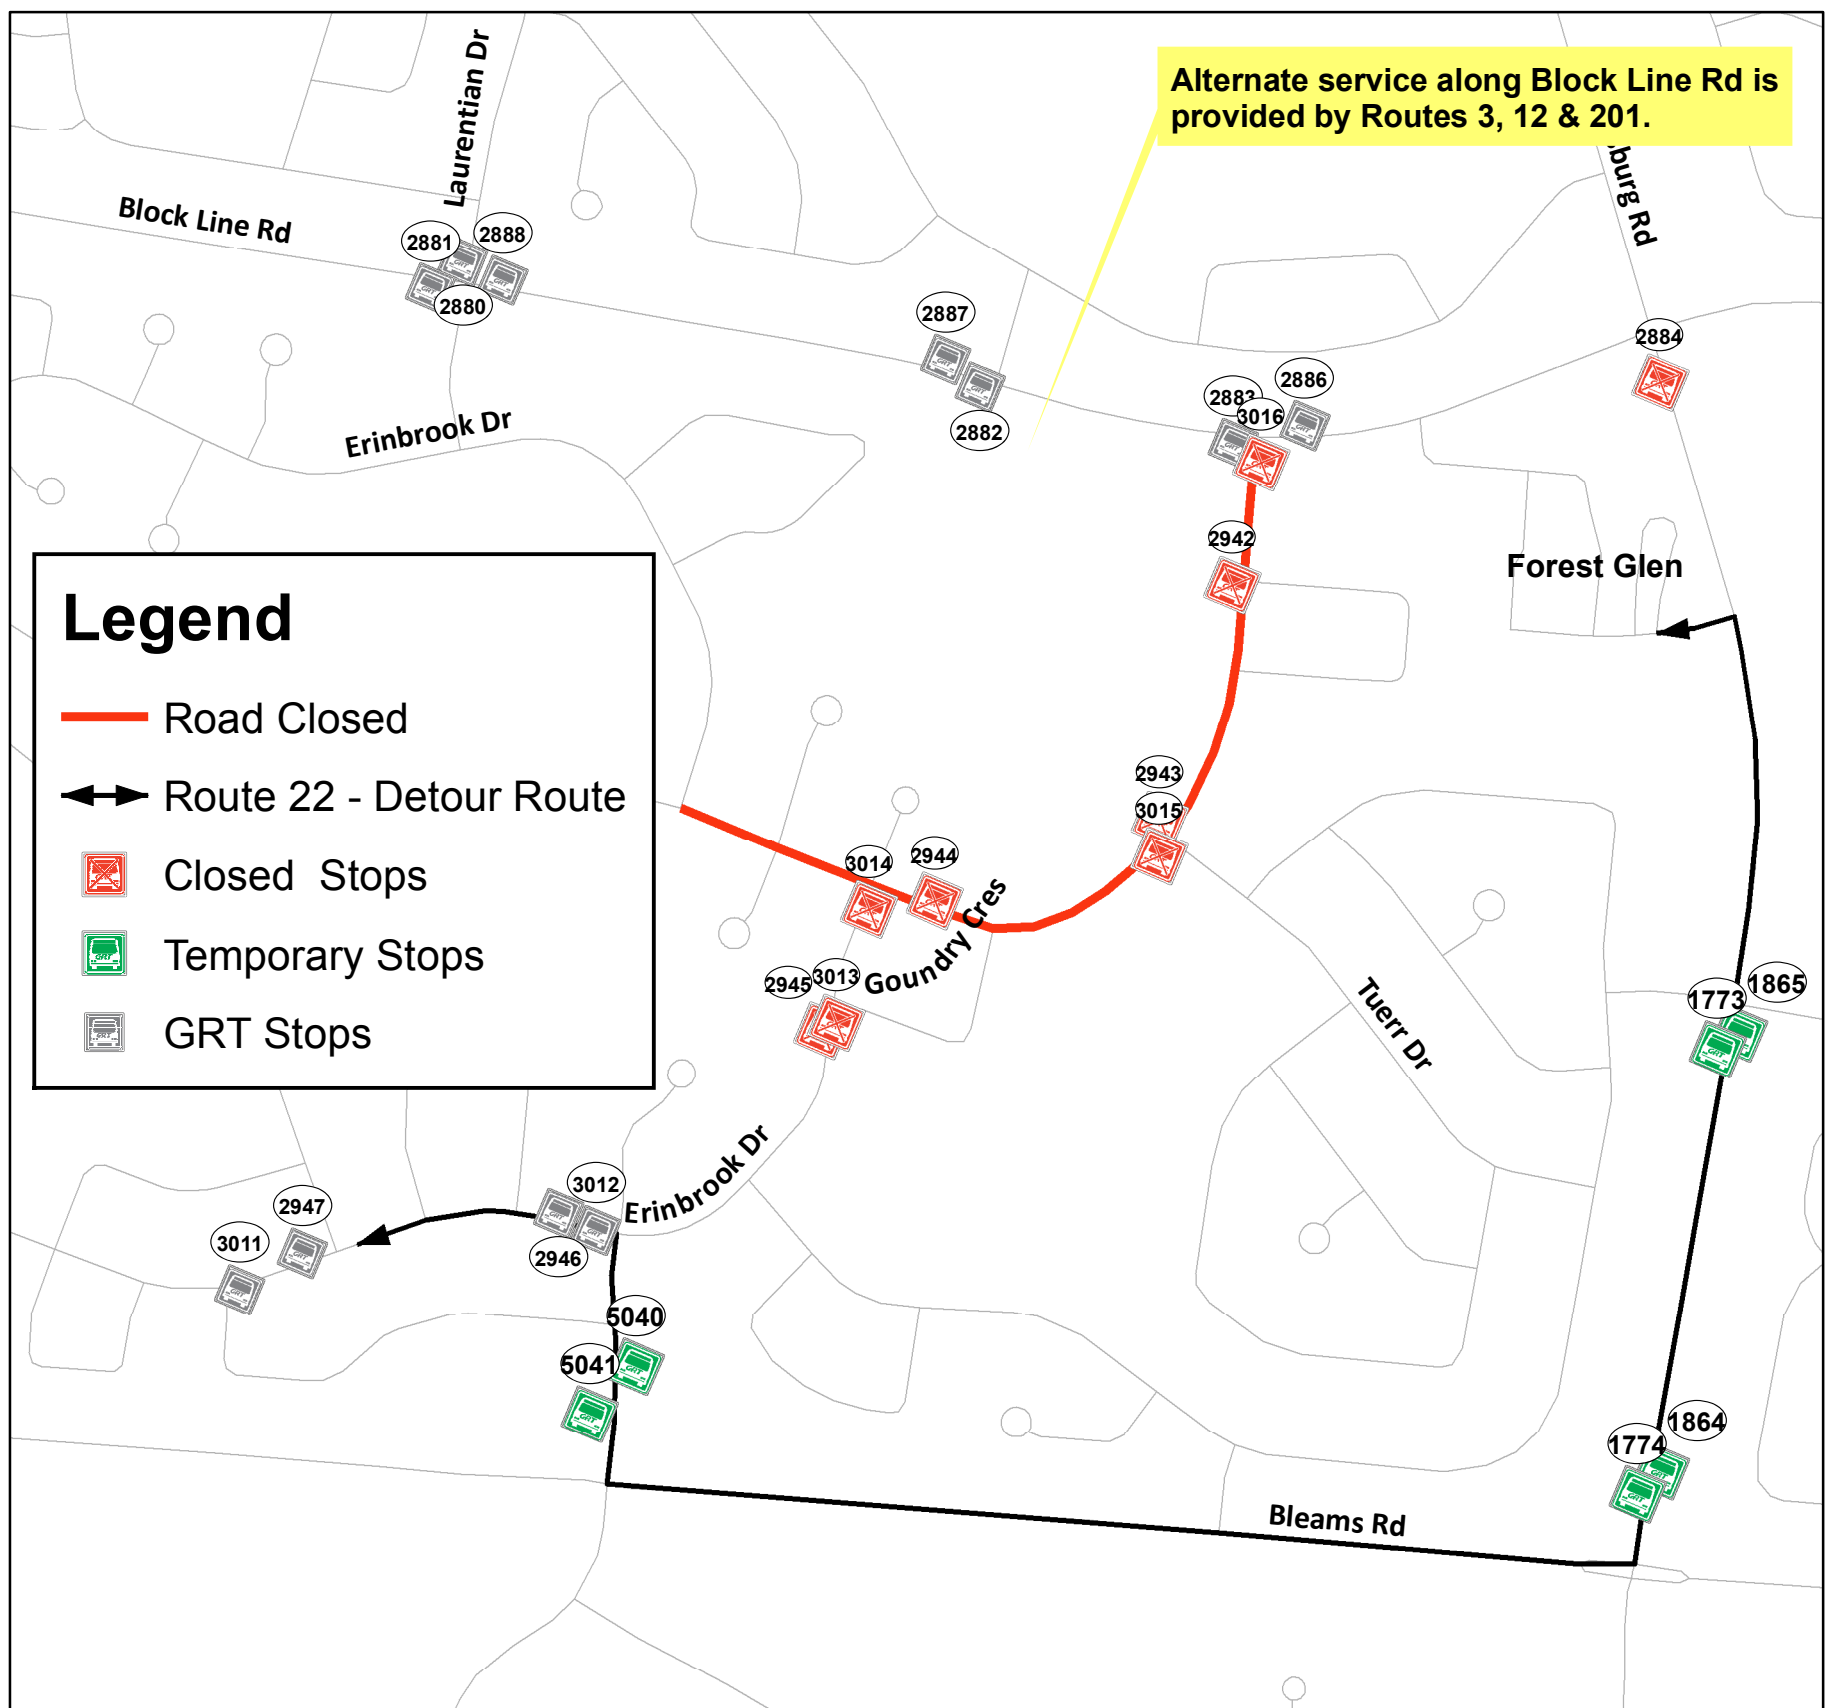 Alternate service along Block Line Rd is
provided by Routes 3, 12 & 201.
Laurentian Dr
Block Line Rd
sburg Rd
2881
2888
2880
2887
2882
2884
2883
2886
3016
Erinbrook Dr
2942
Forest Glen
Legend
Road Closed
Route 22 - Detour Route
Closed Stops
Temporary Stops
GRT Stops
2943
3015
3014
2944
Goundry Cres
2945
3013
Tuerr Dr
1773
1865
Erinbrook Dr
3012
2947
3011
2946
5040
5041
1864
1774
Bleams Rd